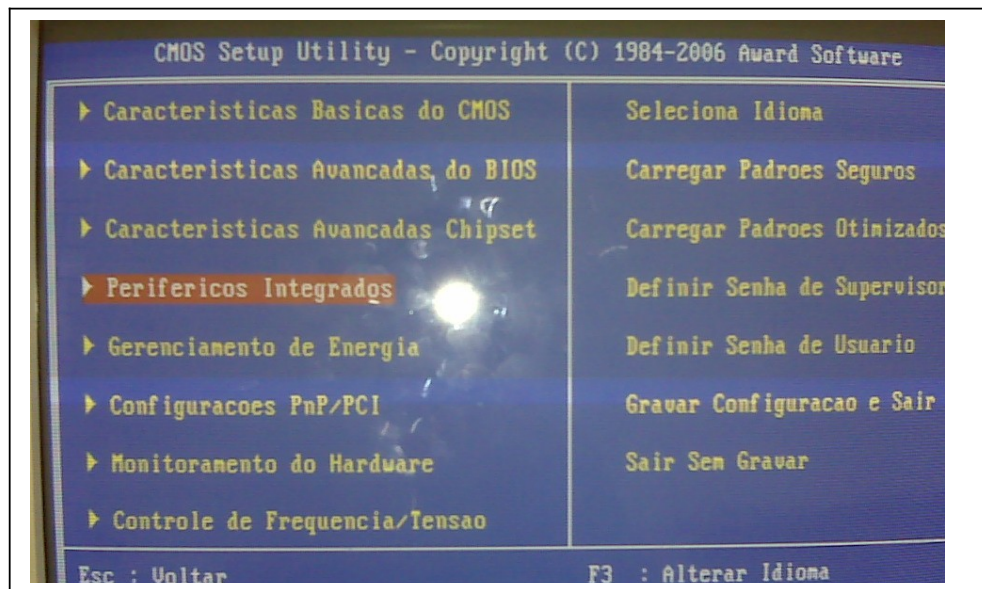 CMOS Setup Utility - Copyright (C) 1984-2006 Award Software
Caracteristicas Basicas do CMOS
Caracteristicas Avancadas do BIOS
Caracteristicas Avancadas Chipset
Perifericos Integrados
Gerenciamento de Energia
Configuracoes PnP/PCI
Monitoramento do Hardware
Controle de Frequencia/Tensao
Seleciona Idioma
Carregar Padroes Seguros
Carregar Padroes Otimizados
Definir Senha de Supervisor
Definir Senha de Usuario
Gravar Configuracao e Sair
Sair Sem Gravar
Esc : Voltar
F3 : Alterar Idioma